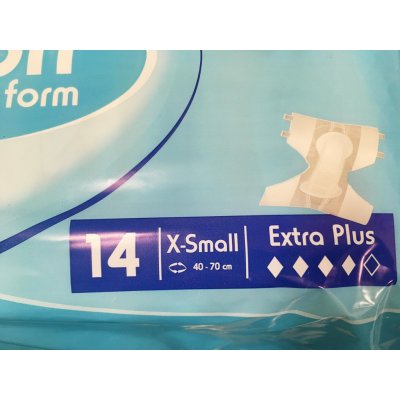 form
14 X-Small Extra Plus
40 - 70 cm